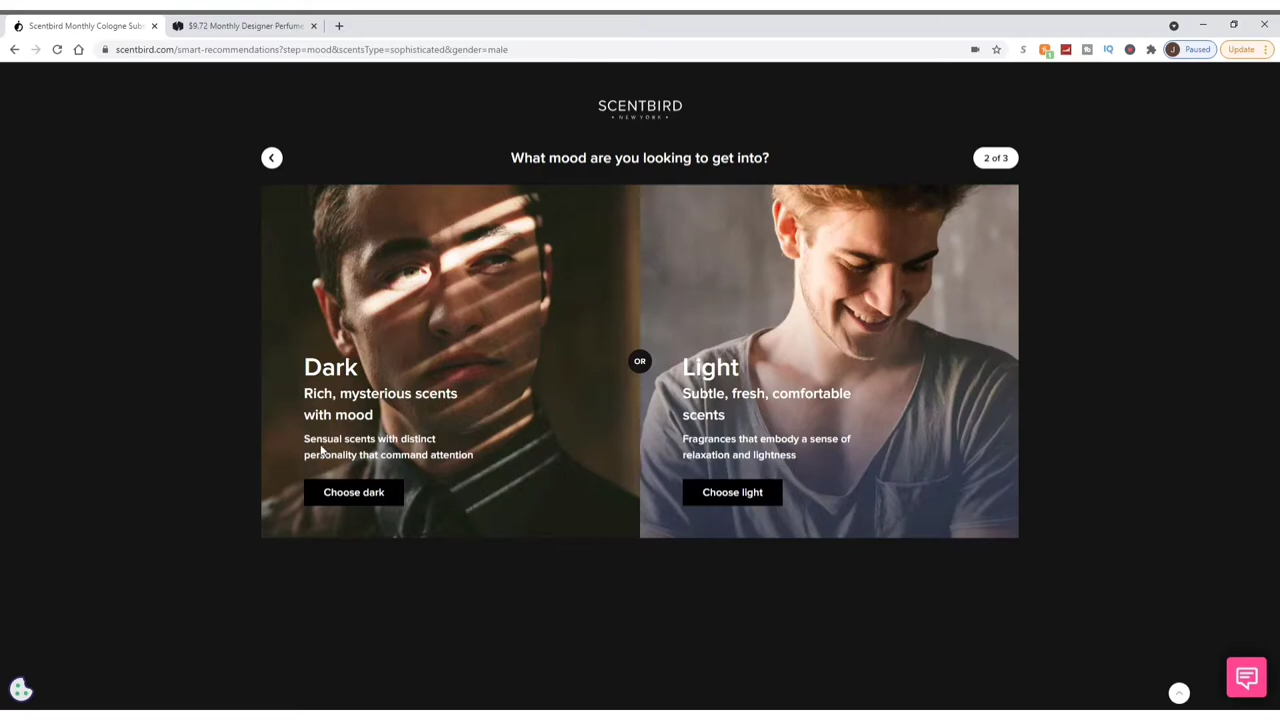 Scentbird Monthly Cologne Subs
$9.72 Monthly Designer Perfume
scentbird.com/smart-recommendations?step=mood&scentsType=sophisticated&gender=male
S
1
IQ
J
Paused
Update
SCENTBIRD
• NEW YORK •
What mood are you looking to get into?
2 of 3
Dark
Rich, mysterious scents
with mood
Sensual scents with distinct
personality that command attention
Choose dark
OR
Light
Subtle, fresh, comfortable
scents
Fragrances that embody a sense of
relaxation and lightness
Choose light